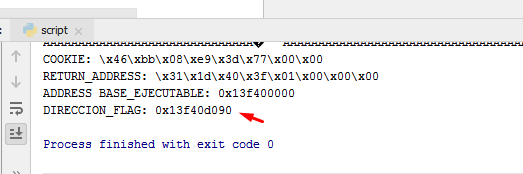 script
COOKIE: \x46\xbb\x08\xe9\x3d\x77\x00\x00
RETURN_ADDRESS: \x31\x1d\x40\x3f\x01\x00\x00\x00
ADDRESS BASE_EJECUTABLE: 0x13f400000
DIRECCION_FLAG: 0x13f40d090
Process finished with exit code 0